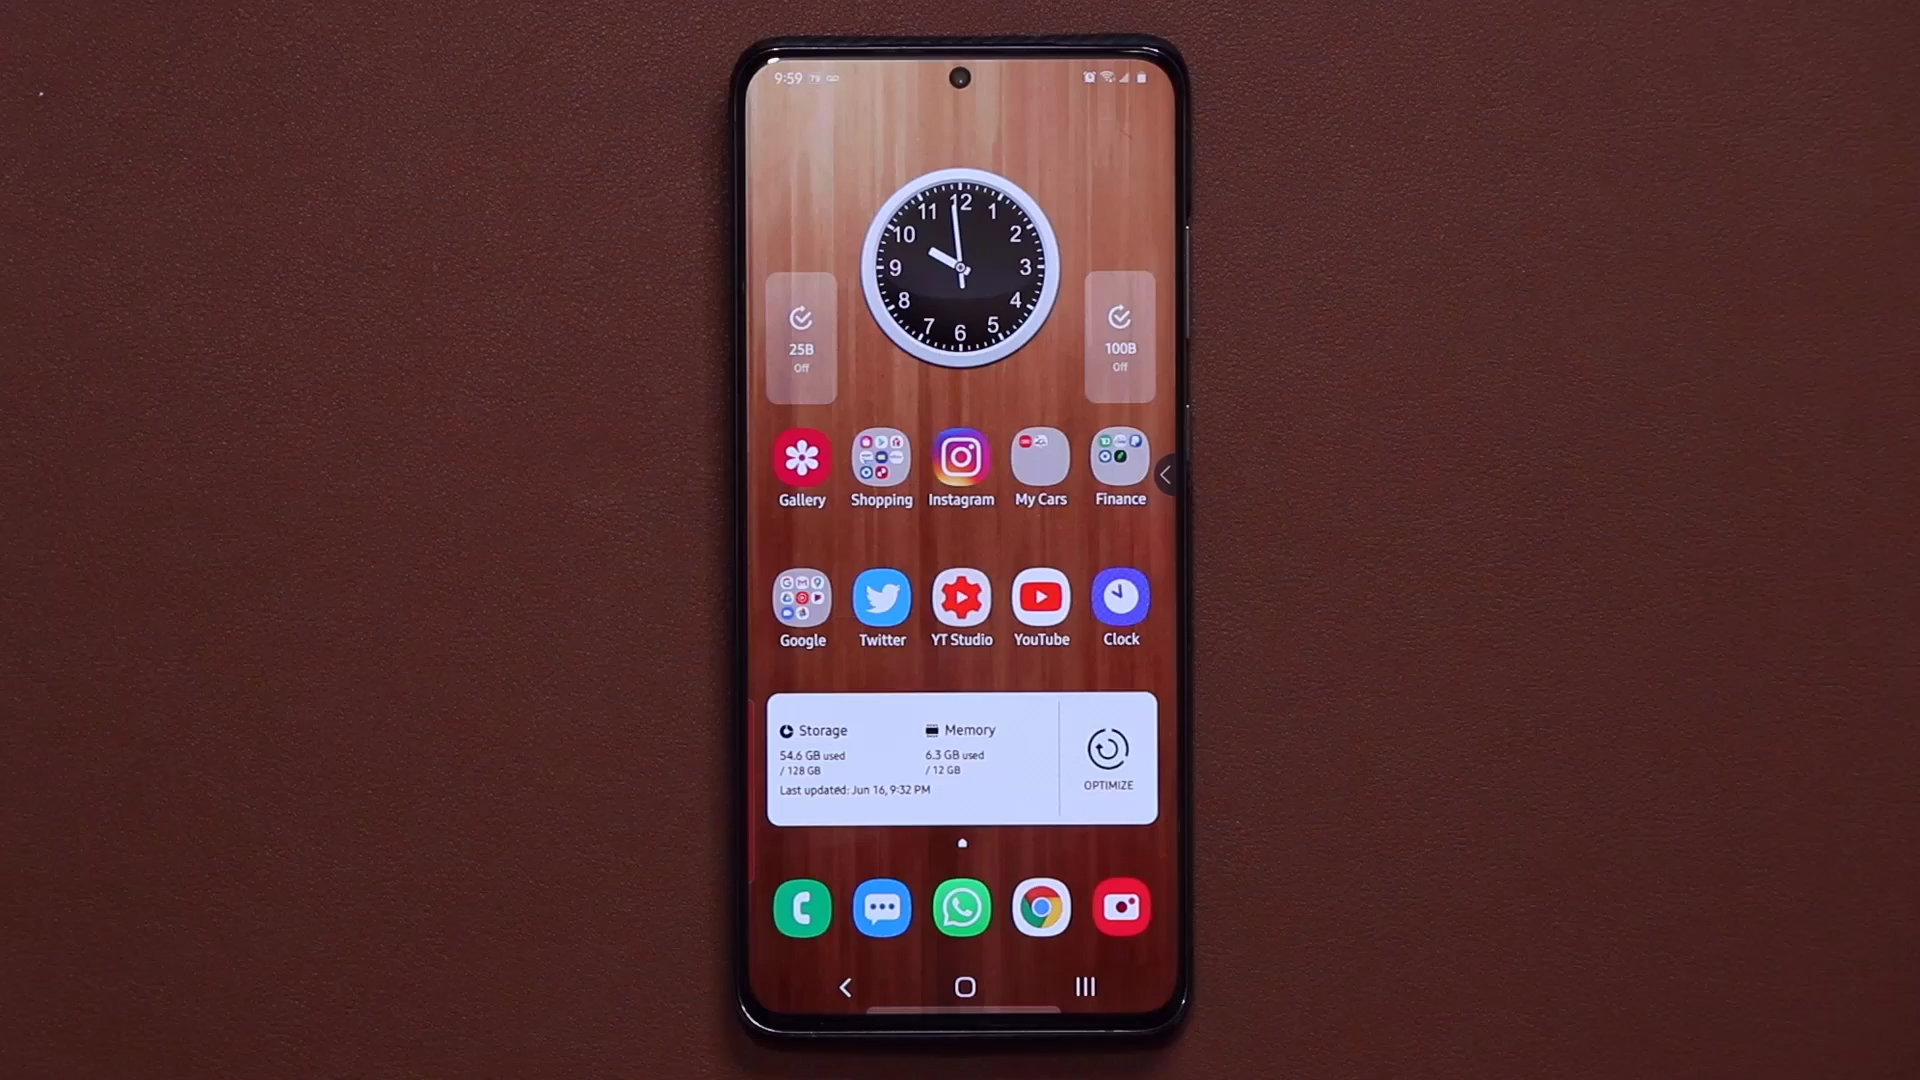 9:59 79
12
11 1
10 2
9 3
8 4
7 5
6
25B
Off
100B
Off
Gallery Shopping Instagram My Cars Finance
Google Twitter YT Studio YouTube Clock
Storage Memory
54.6 GB used 6.3 GB used
/ 128 GB / 12 GB
Last updated: Jun 16, 9:32 PM
OPTIMIZE